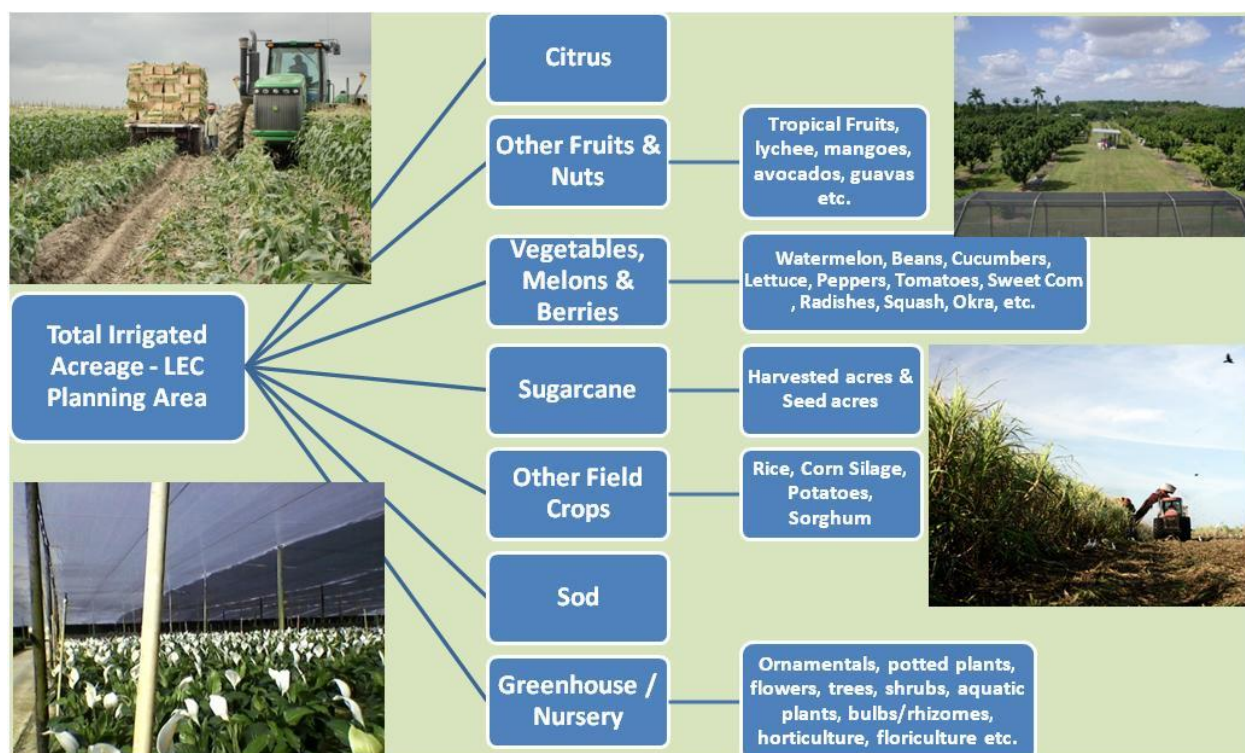 Total Irrigated
Acreage - LEC
Planning Area
Citrus
Other Fruits &
Nuts
Tropical Fruits,
lychee, mangoes,
avocados, guavas
etc.
Vegetables,
Melons &
Berries
Watermelon, Beans, Cucumbers,
Lettuce, Peppers, Tomatoes, Sweet Corn
, Radishes, Squash, Okra, etc.
Sugarcane
Harvested acres &
Seed acres
Other Field
Crops
Rice, Corn Silage,
Potatoes,
Sorghum
Sod
Greenhouse /
Nursery
Ornamentals, potted plants,
flowers, trees, shrubs, aquatic
plants, bulbs/rhizomes,
horticulture, floriculture etc.